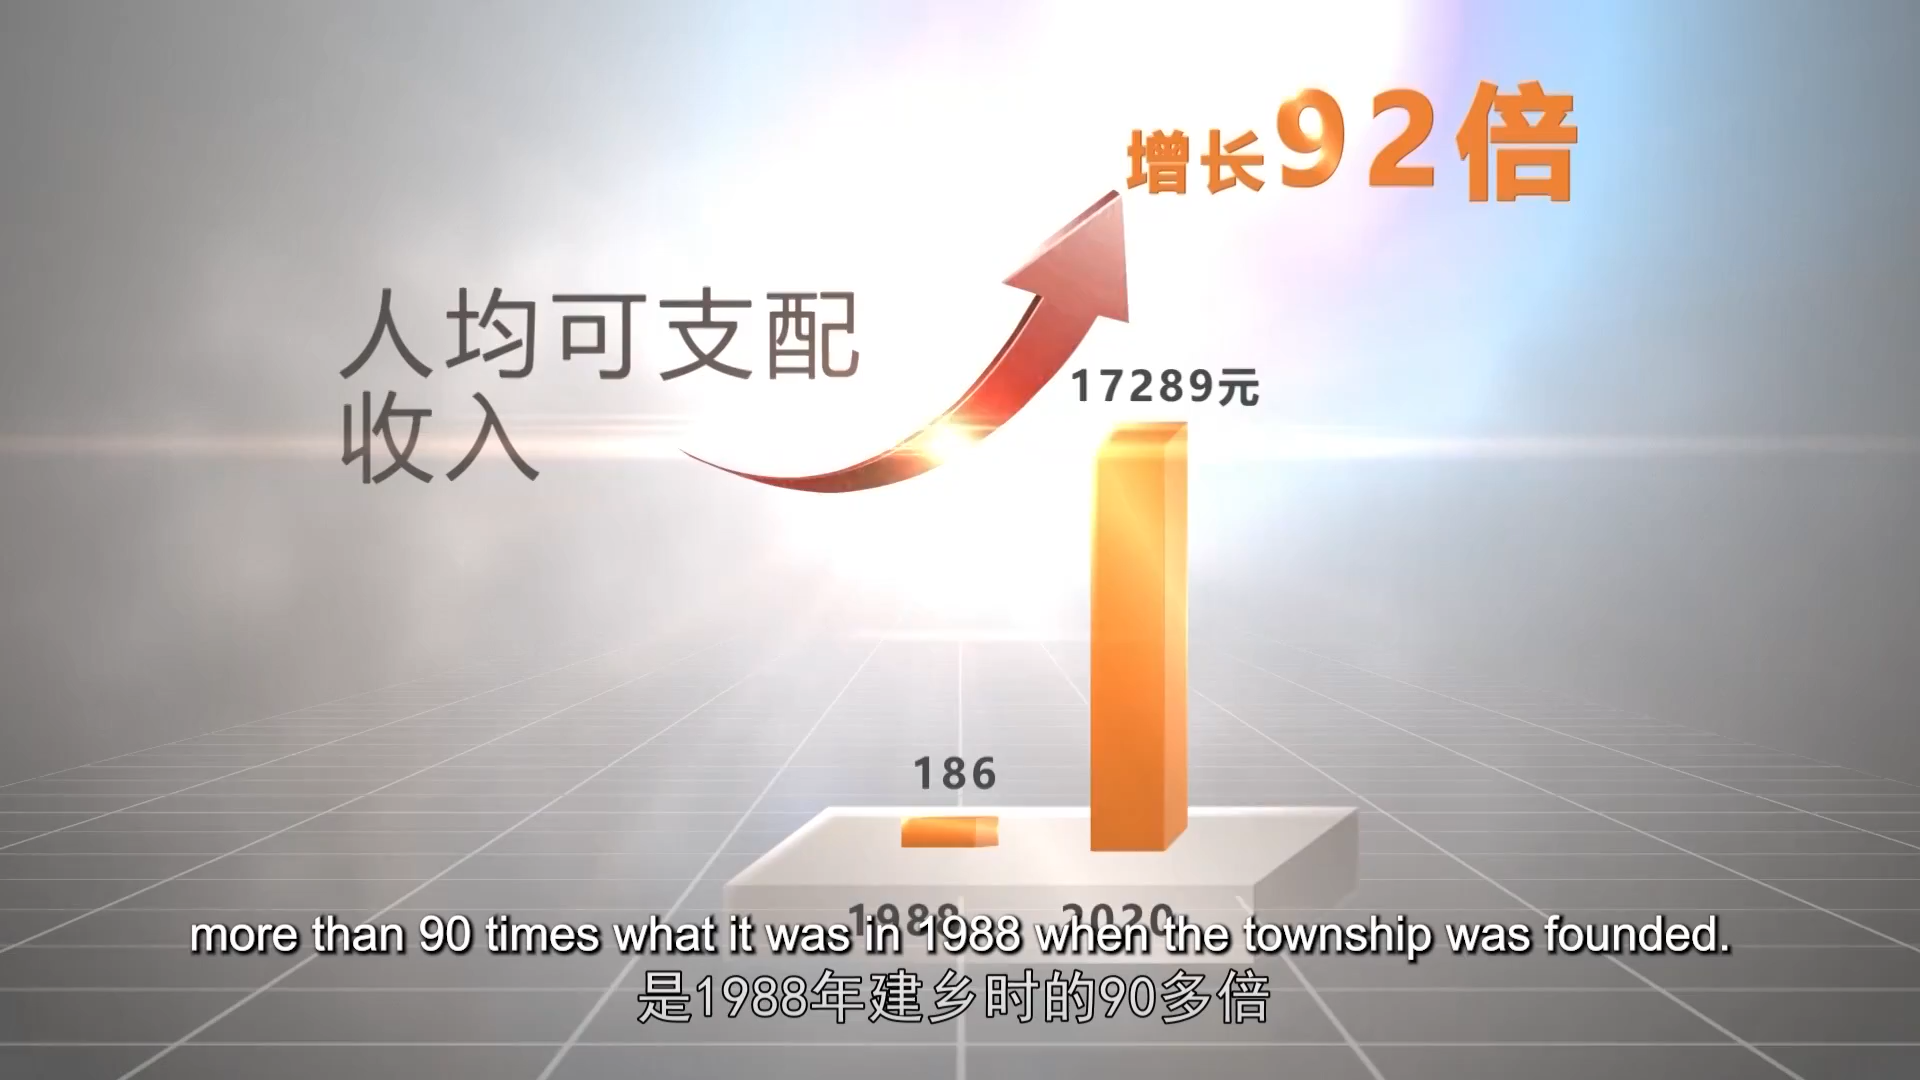 增长92倍
人均可支配
收入
17289元
186
1988 2020
more than 90 times what it was in 1988 when the township was founded.
是1988年建乡时的90多倍